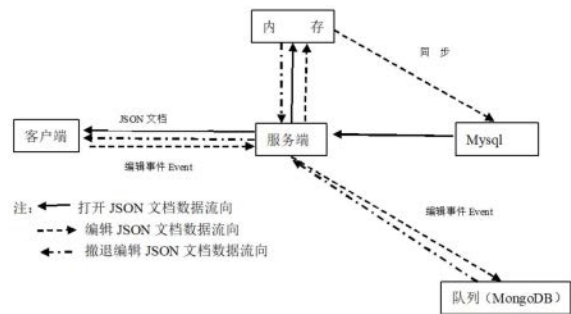 内 存
同 步
JSON 文档
客户端
服务端
Mysql
编辑事件 Event
注:
打开 JSON 文档数据流向
编辑事件 Event
编辑 JSON 文档数据流向
撤退编辑 JSON 文档数据流向
队列（MongoDB）